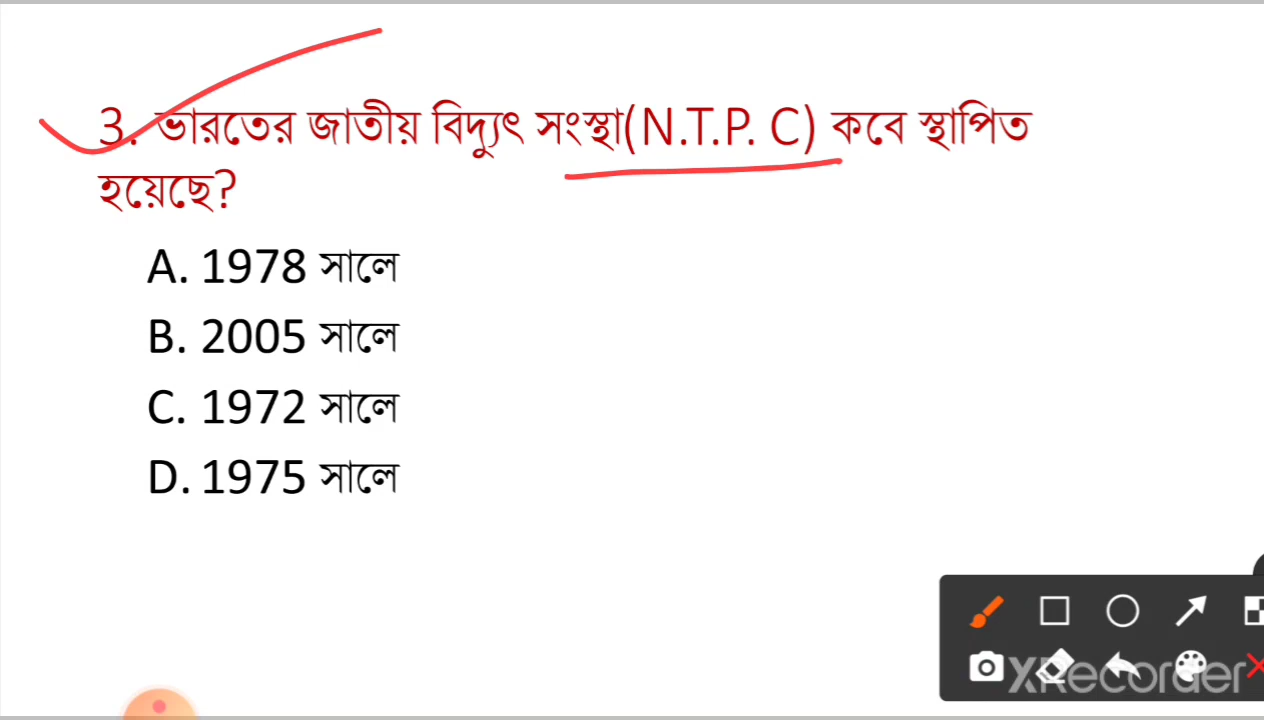 3. ভারতের জাতীয় বিদ্যুৎ সংস্থা(N.T.P. C) কবে স্থাপিত
হয়েছে?
A. 1978 সালে
B. 2005 সালে
C. 1972 সালে
D. 1975 সালে
XRecorder